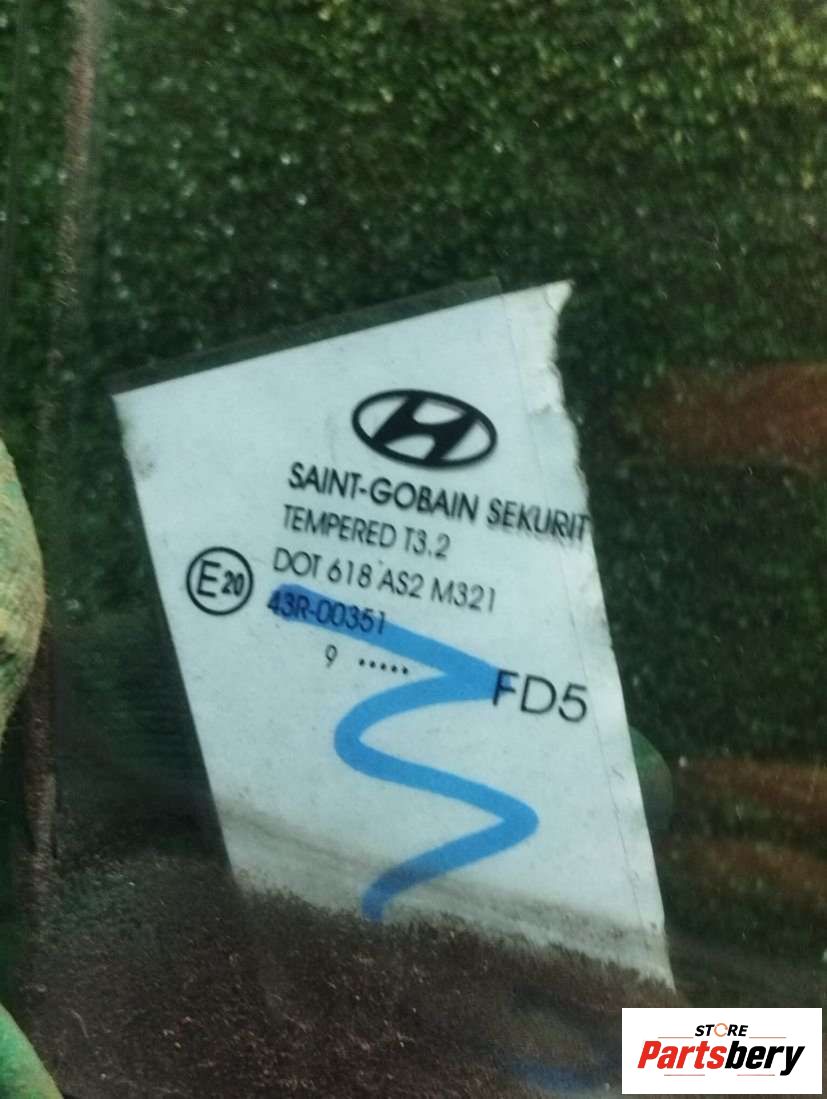 SAINT-GOBAIN SEKURIT
TEMPERED T3.2
DOT 618 AS2 M321
E20
43R-00351
9 •••••
FD5
STORE
Partsbery